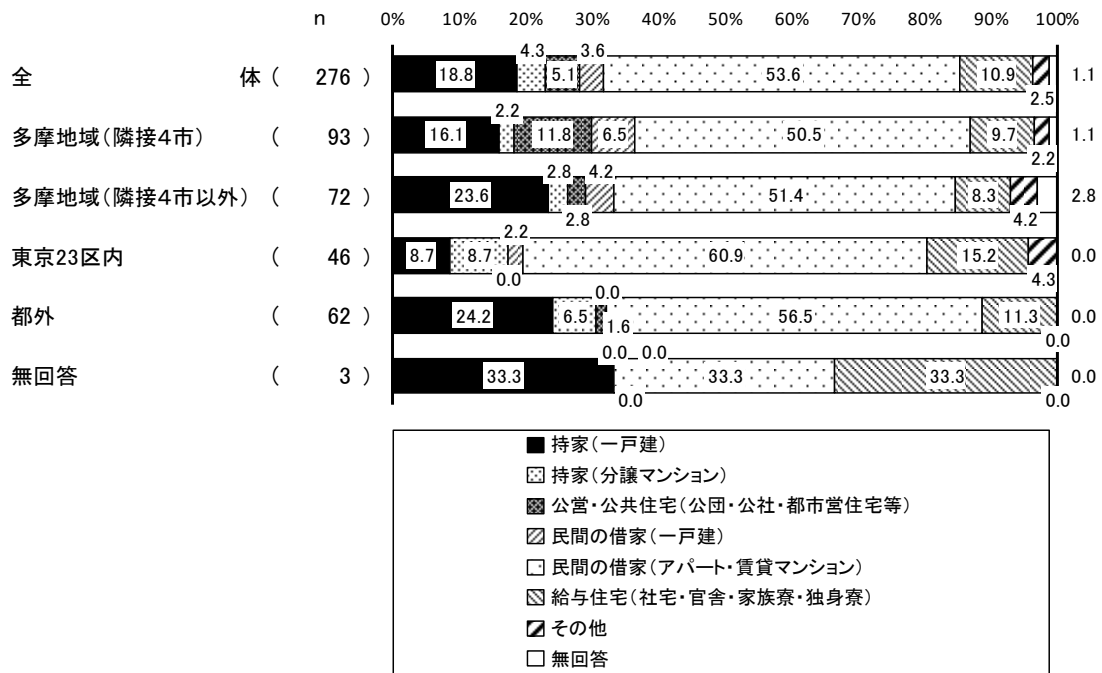 n 0% 10% 20% 30% 40% 50% 60% 70% 80% 90% 100%
4.3 3.6
全 体 ( 276 ) 18.8 5.1 53.6 10.9 1.1
2.5
2.2
多摩地域(隣接4市) ( 93 ) 16.1 11.8 6.5 50.5 9.7 1.1
2.2
2.8 4.2
多摩地域(隣接4市以外) ( 72 ) 23.6 51.4 8.3 2.8
2.8 4.2
2.2
東京23区内 ( 46 ) 8.7 8.7 60.9 15.2 0.0
0.0 4.3
0.0
都外 ( 62 ) 24.2 6.5 56.5 11.3 0.0
1.6
0.0
0.0 0.0
無回答 ( 3 ) 33.3 33.3 33.3 0.0
0.0 0.0
持家(一戸建)
持家(分譲マンション)
公営・公共住宅(公団・公社・都市営住宅等)
民間の借家(一戸建)
民間の借家(アパート・賃貸マンション)
給与住宅(社宅・官舎・家族寮・独身寮)
その他
無回答